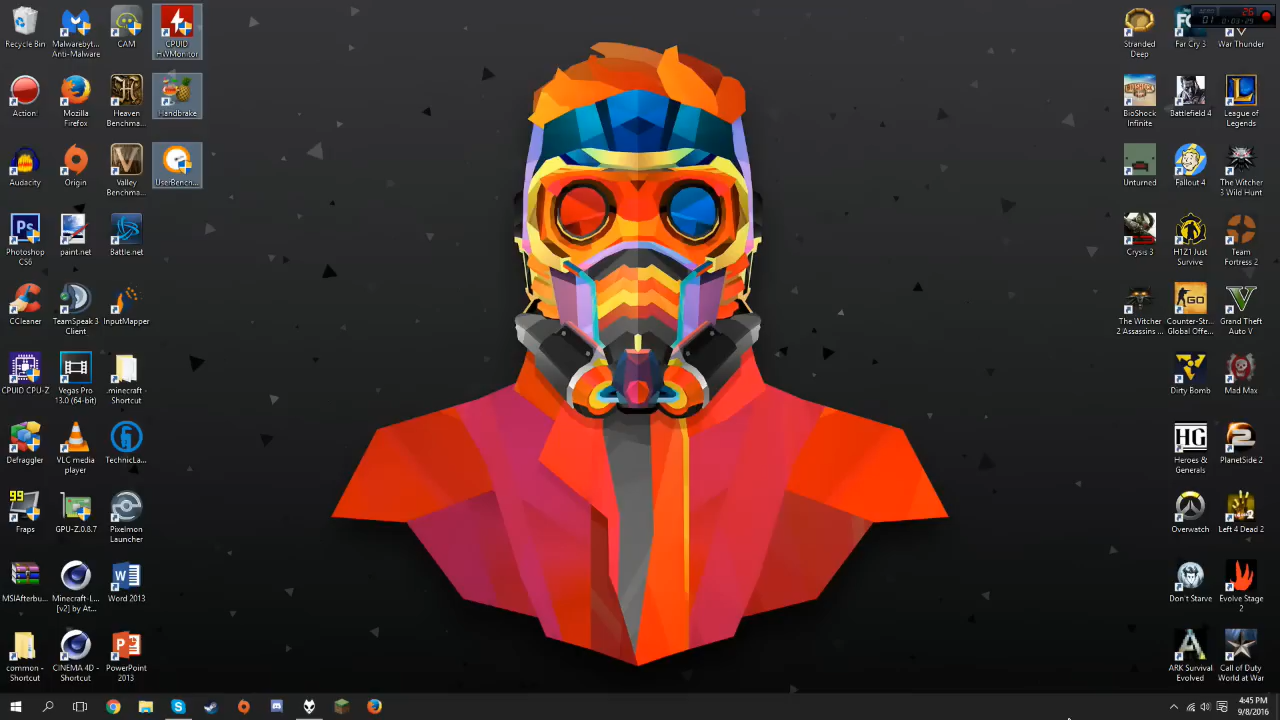 Recycle Bin
Malwarebyt...
Anti-Malware
CAM
CPUID
HWMonitor
Action!
Mozilla
Firefox
Heaven
Benchma...
Handbrake
Audacity
Origin
Valley
Benchma...
UserBench...
Ps
Photoshop
CS6
paint.net
Battle.net
CCleaner
TeamSpeak 3
Client
InputMapper
CPUID CPU-Z
Vegas Pro
13.0 (64-bit)
.minecraft -
Shortcut
Defraggler
VLC media
player
TechnicLa...
99
Fraps
GPU-Z.0.8.7
Pixelmon
Launcher
MSIAfterbu...
Minecraft-I...
[v2] by At...
Word 2013
common -
Shortcut
CINEMA 4D -
Shortcut
PowerPoint
2013
Stranded
Deep
Far Cry 3
War Thunder
26
01
BioShock
Infinite
Battlefield 4
League of
Legends
Unturned
Fallout 4
The Witcher
3 Wild Hunt
Crysis 3
H1Z1 Just
Survive
Team
Fortress 2
The Witcher
2 Assassins ...
GO
Counter-Str...
Global Offe...
Grand Theft
Auto V
Dirty Bomb
Mad Max
HG
Heroes &
Generals
PlanetSide 2
Overwatch
Left 4 Dead 2
Don't Starve
Evolve Stage
2
ARK Survival
Evolved
Call of Duty
World at War
4:45 PM
9/8/2016